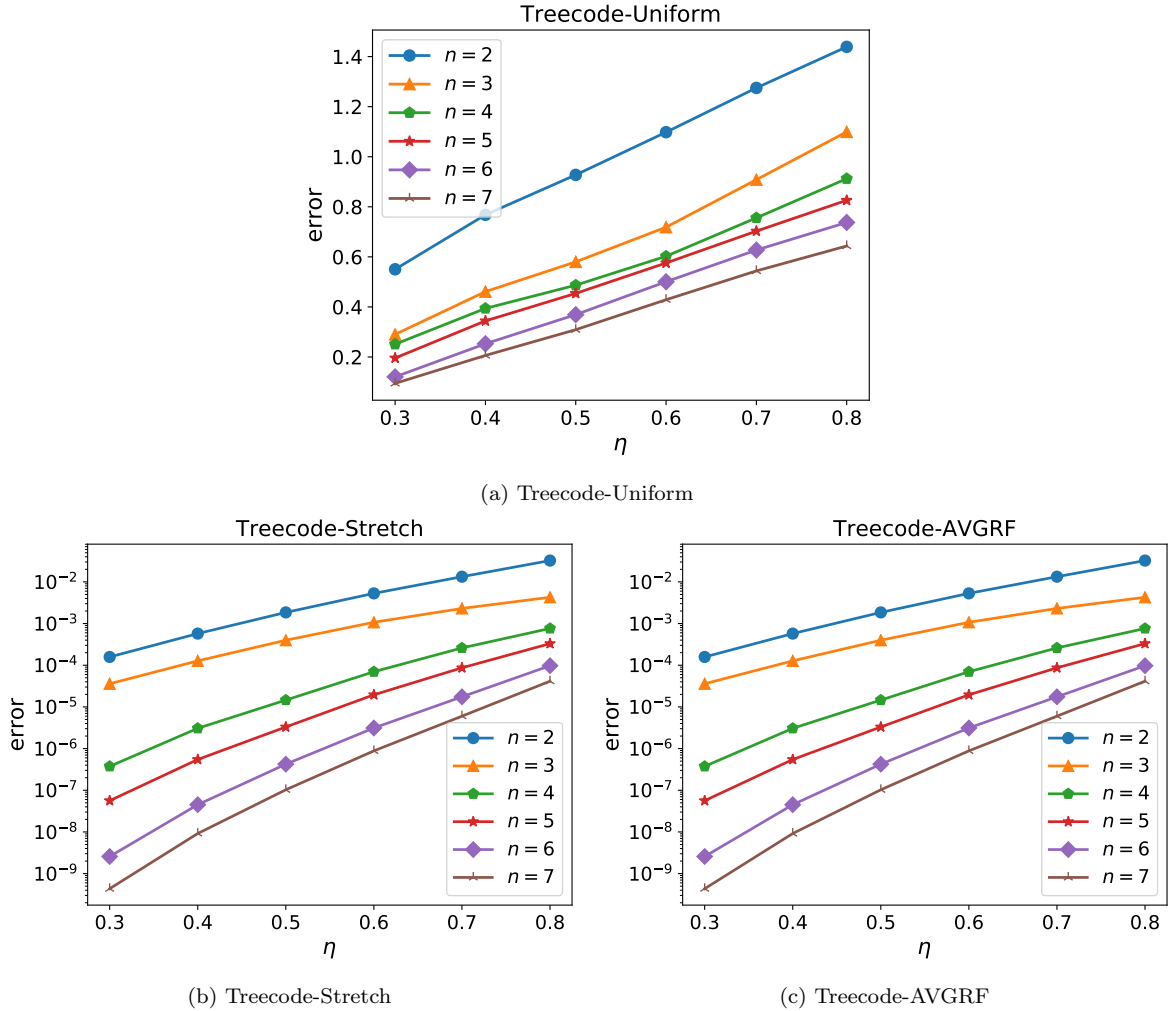 Treecode-Uniform
n = 2
n = 3
n = 4
n = 5
n = 6
n = 7
error
1.4
1.2
1.0
0.8
0.6
0.4
0.2
0.3 0.4 0.5 0.6 0.7 0.8
η
(a) Treecode-Uniform
Treecode-Stretch
error
10⁻²
10⁻³
10⁻⁴
10⁻⁵
10⁻⁶
10⁻⁷
10⁻⁸
10⁻⁹
n = 2
n = 3
n = 4
n = 5
n = 6
n = 7
0.3 0.4 0.5 0.6 0.7 0.8
η
(b) Treecode-Stretch
Treecode-AVGRF
error
10⁻²
10⁻³
10⁻⁴
10⁻⁵
10⁻⁶
10⁻⁷
10⁻⁸
10⁻⁹
n = 2
n = 3
n = 4
n = 5
n = 6
n = 7
0.3 0.4 0.5 0.6 0.7 0.8
η
(c) Treecode-AVGRF